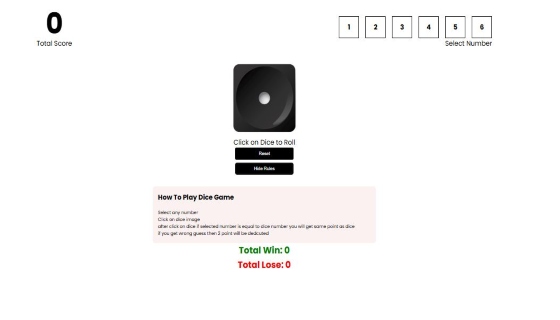 0
Total Score
1 2 3 4 5 6
Select Number
Click on Dice to Roll
Reset
Hide Rules
How To Play Dice Game
Select any number
Click on dice image
after click on dice if selected number is equal to dice number you will get same point as dice
if you get wrong guess then 2 point will be dedcuted
Total Win: 0
Total Lose: 0